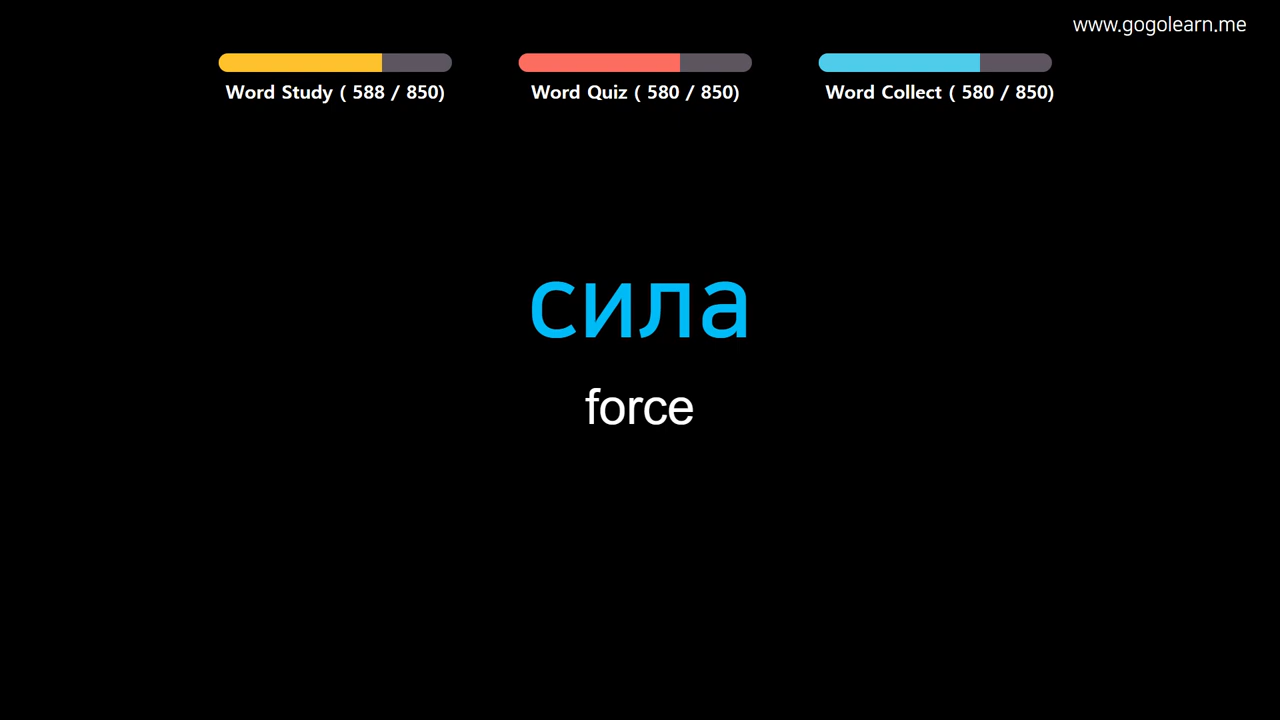 www.gogolearn.me
Word Study ( 588 / 850)
Word Quiz ( 580 / 850)
Word Collect ( 580 / 850)
сила
force